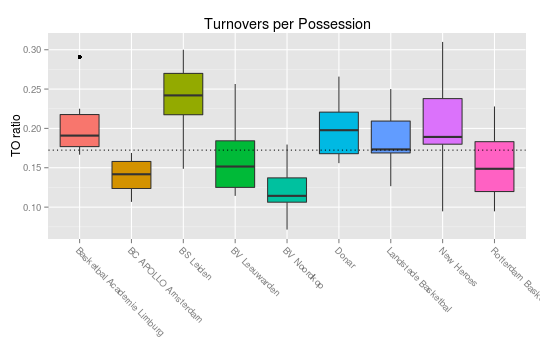 Turnovers per Possession
TO ratio
0.30
0.25
0.20
0.15
0.10
Basketbal Academie Limburg
BC APOLLO Amsterdam
BS Leiden
BV Leeuwarden
BV Noordkop
Donar
Landstede Basketbal
New Heroes
Rotterdam Bask